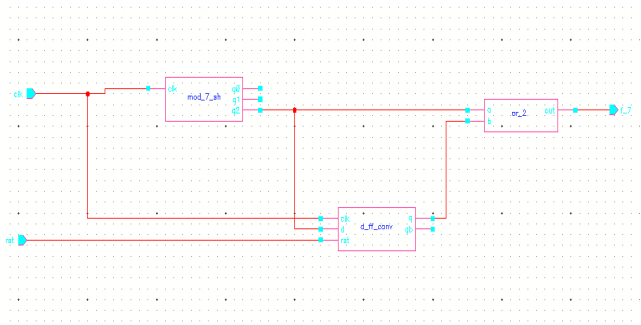 clk
clk
mod_7_sh
q0
q1
q2
a
b
or_2
out
f_7
clk
d
rst
d_ff_conv
q
qb
rst